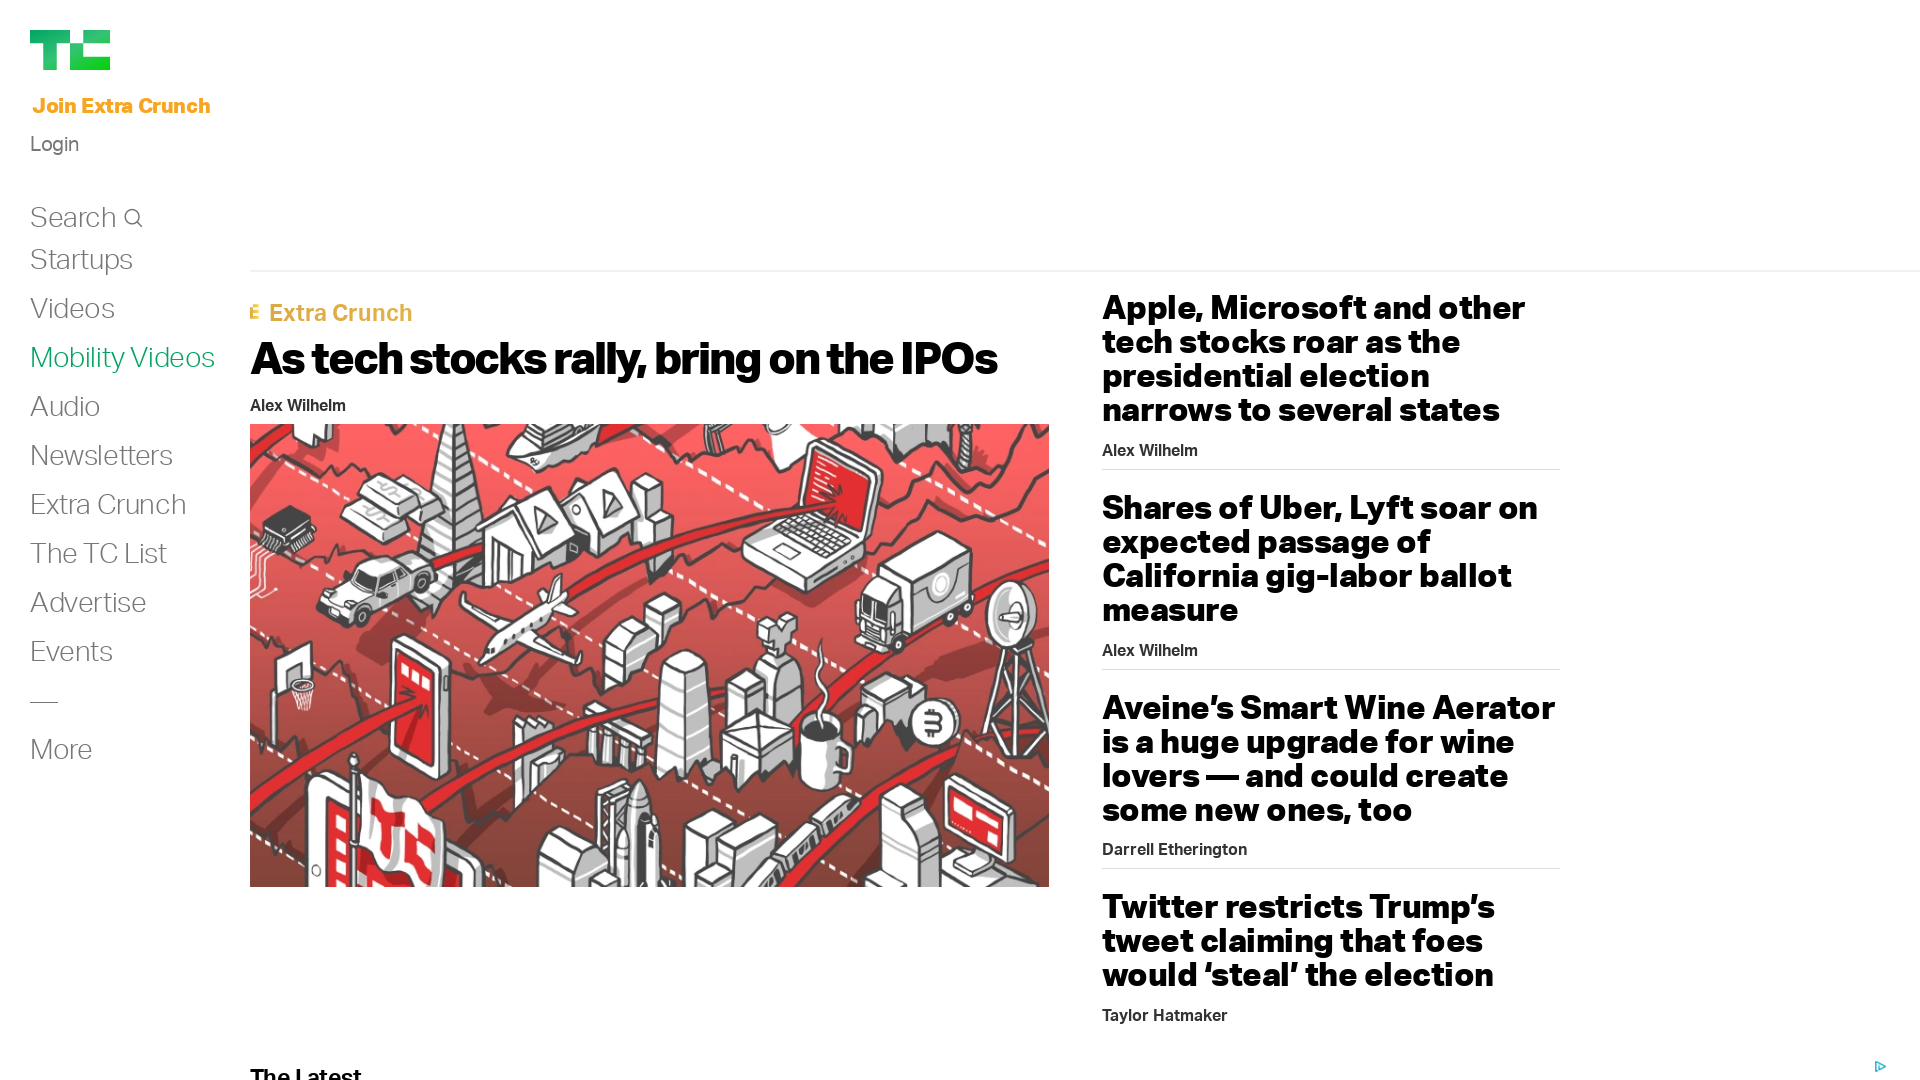 TC
Join Extra Crunch
Login
Search
Startups
Videos
Mobility Videos
Audio
Newsletters
Extra Crunch
The TC List
Advertise
Events
More
Extra Crunch
As tech stocks rally, bring on the IPOs
Alex Wilhelm
Apple, Microsoft and other
tech stocks roar as the
presidential election
narrows to several states
Alex Wilhelm
Shares of Uber, Lyft soar on
expected passage of
California gig-labor ballot
measure
Alex Wilhelm
Aveine’s Smart Wine Aerator
is a huge upgrade for wine
lovers — and could create
some new ones, too
Darrell Etherington
Twitter restricts Trump’s
tweet claiming that foes
would ‘steal’ the election
Taylor Hatmaker
The Latest